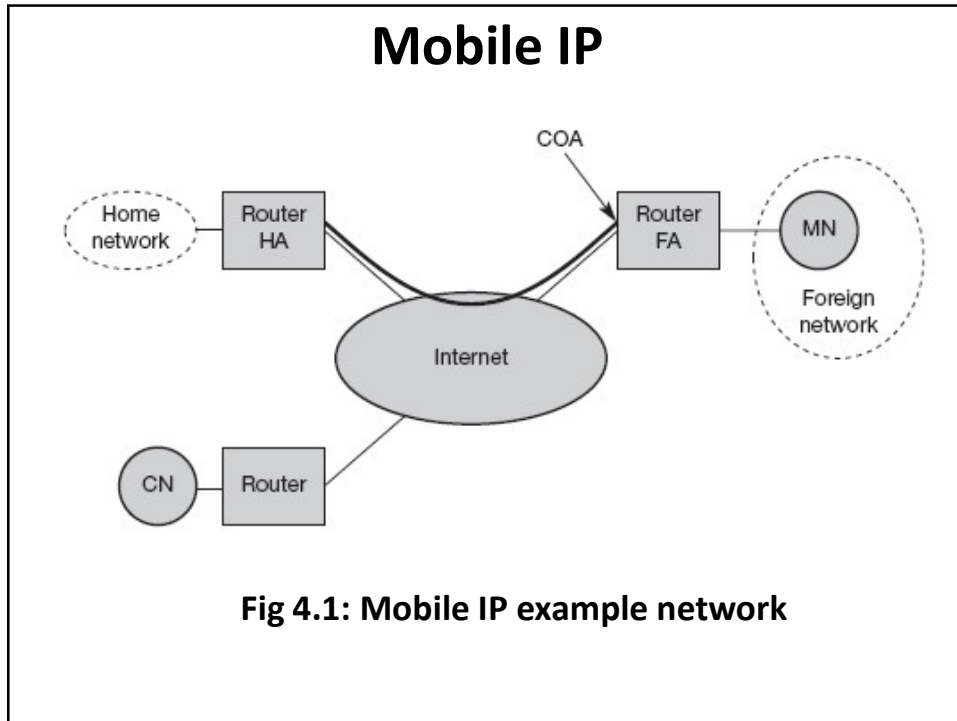 Mobile IP
COA
Home
network
Router
HA
Router
FA
MN
Foreign
network
Internet
CN
Router
Fig 4.1: Mobile IP example network